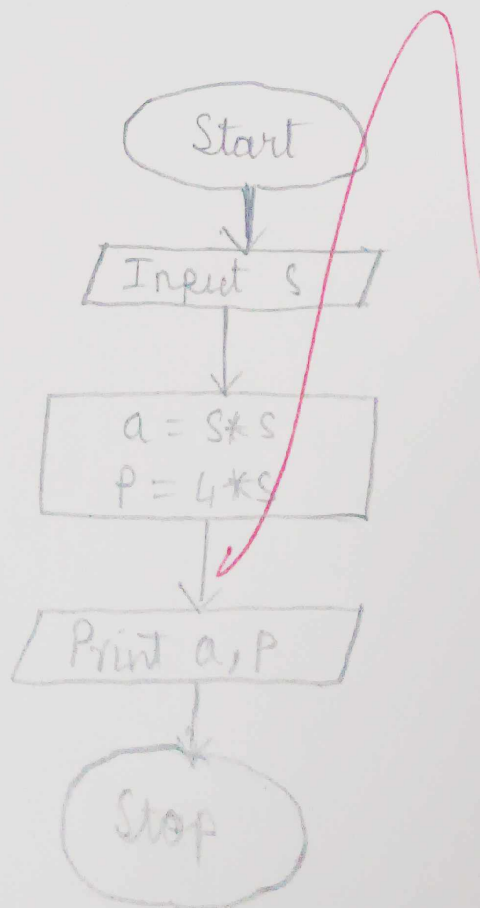 Start
Input S
a = S* S
P = 4 *S
Print a, P
Stop